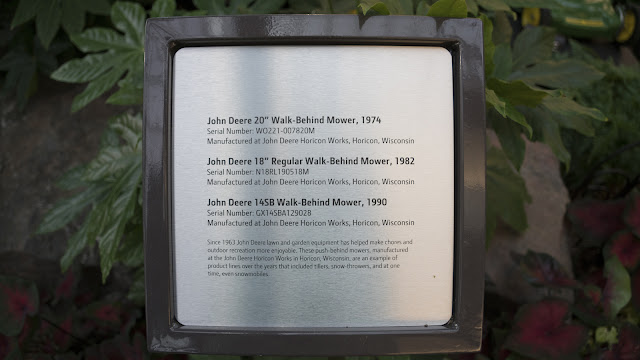 John Deere 20" Walk-Behind Mower, 1974
Serial Number: WO221-007820M
Manufactured at John Deere Horicon Works, Horicon, Wisconsin
John Deere 18" Regular Walk-Behind Mower, 1982
Serial Number: N18RL190518M
Manufactured at John Deere Horicon Works, Horicon, Wisconsin
John Deere 14SB Walk-Behind Mower, 1990
Serial Number: GX14SBA129028
Manufactured at John Deere Horicon Works, Horicon, Wisconsin
Since 1963 John Deere lawn and garden equipment has helped make chores and
outdoor recreation more enjoyable. These push-behind mowers, manufactured
at the John Deere Horicon Works in Horicon, Wisconsin, are an example of
product lines over the years that included tillers, snow-throwers, and at one
time, even snowmobiles.